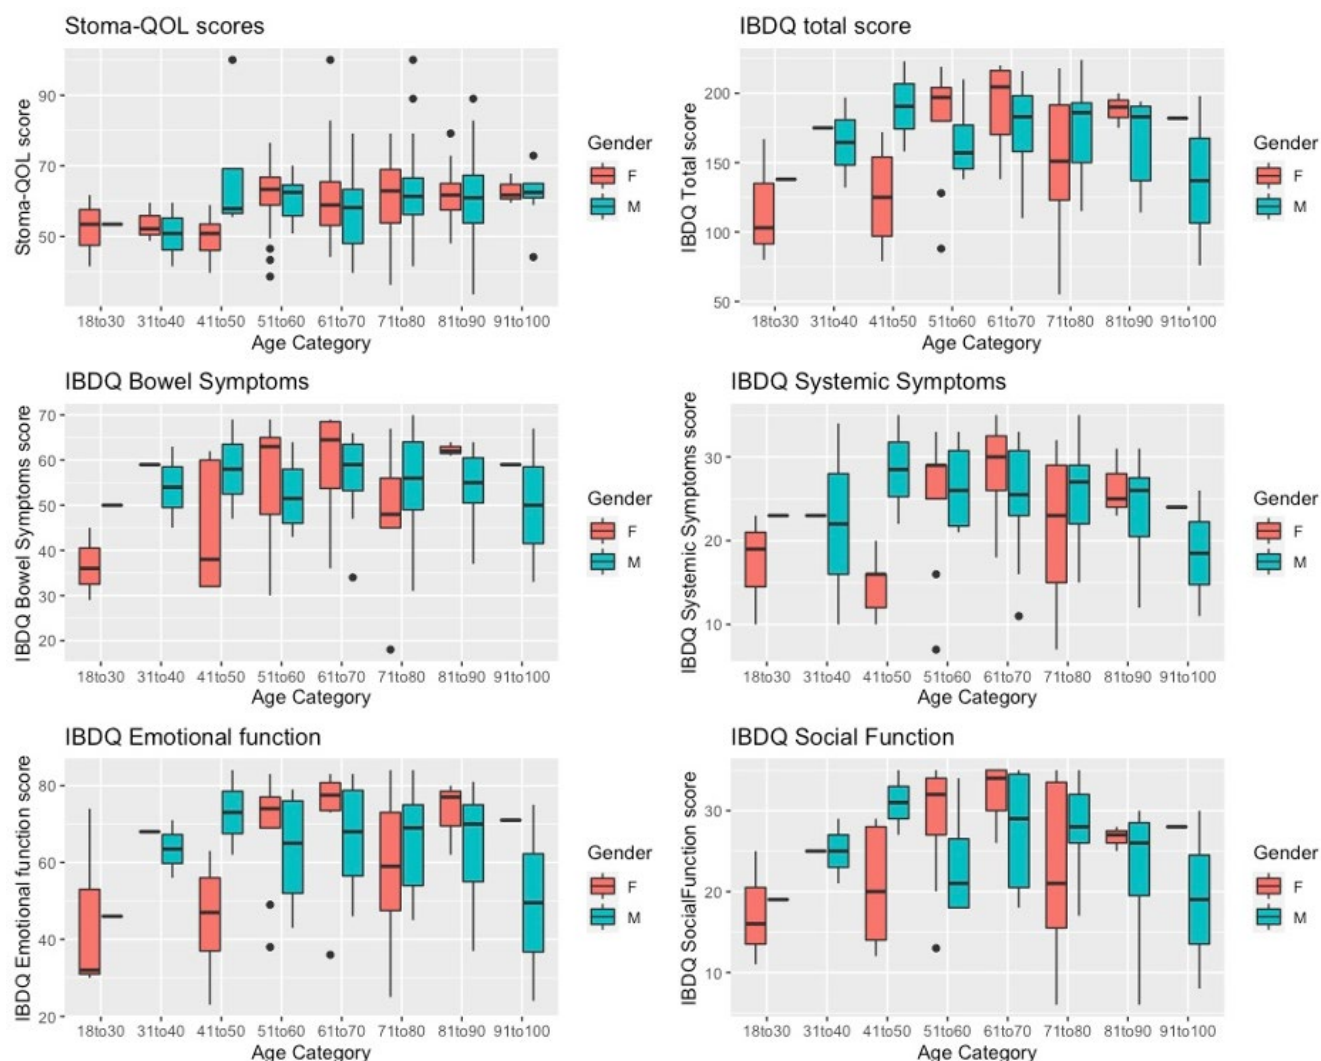 Stoma-QOL scores
Stoma-QOL score
90
70
50
18to30 31to40 41to50 51to60 61to70 71to80 81to90 91to100
Age Category
Gender
F
M
IBDQ total score
IBDQ Total score
200
150
100
50
18to30 31to40 41to50 51to60 61to70 71to80 81to90 91to100
Age Category
Gender
F
M
IBDQ Bowel Symptoms
IBDQ Bowel Symptoms score
70
60
50
40
30
20
18to30 31to40 41to50 51to60 61to70 71to80 81to90 91to100
Age Category
Gender
F
M
IBDQ Systemic Symptoms
IBDQ Systemic Symptoms score
30
20
10
18to30 31to40 41to50 51to60 61to70 71to80 81to90 91to100
Age Category
Gender
F
M
IBDQ Emotional function
IBDQ Emotional function score
80
60
40
20
18to30 31to40 41to50 51to60 61to70 71to80 81to90 91to100
Age Category
Gender
F
M
IBDQ Social Function
IBDQ SocialFunction score
30
20
10
18to30 31to40 41to50 51to60 61to70 71to80 81to90 91to100
Age Category
Gender
F
M